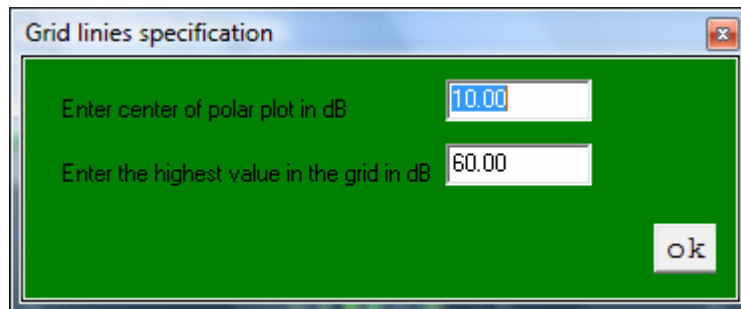 Grid linies specification
Enter center of polar plot in dB
10.00
Enter the highest value in the grid in dB
60.00
ok